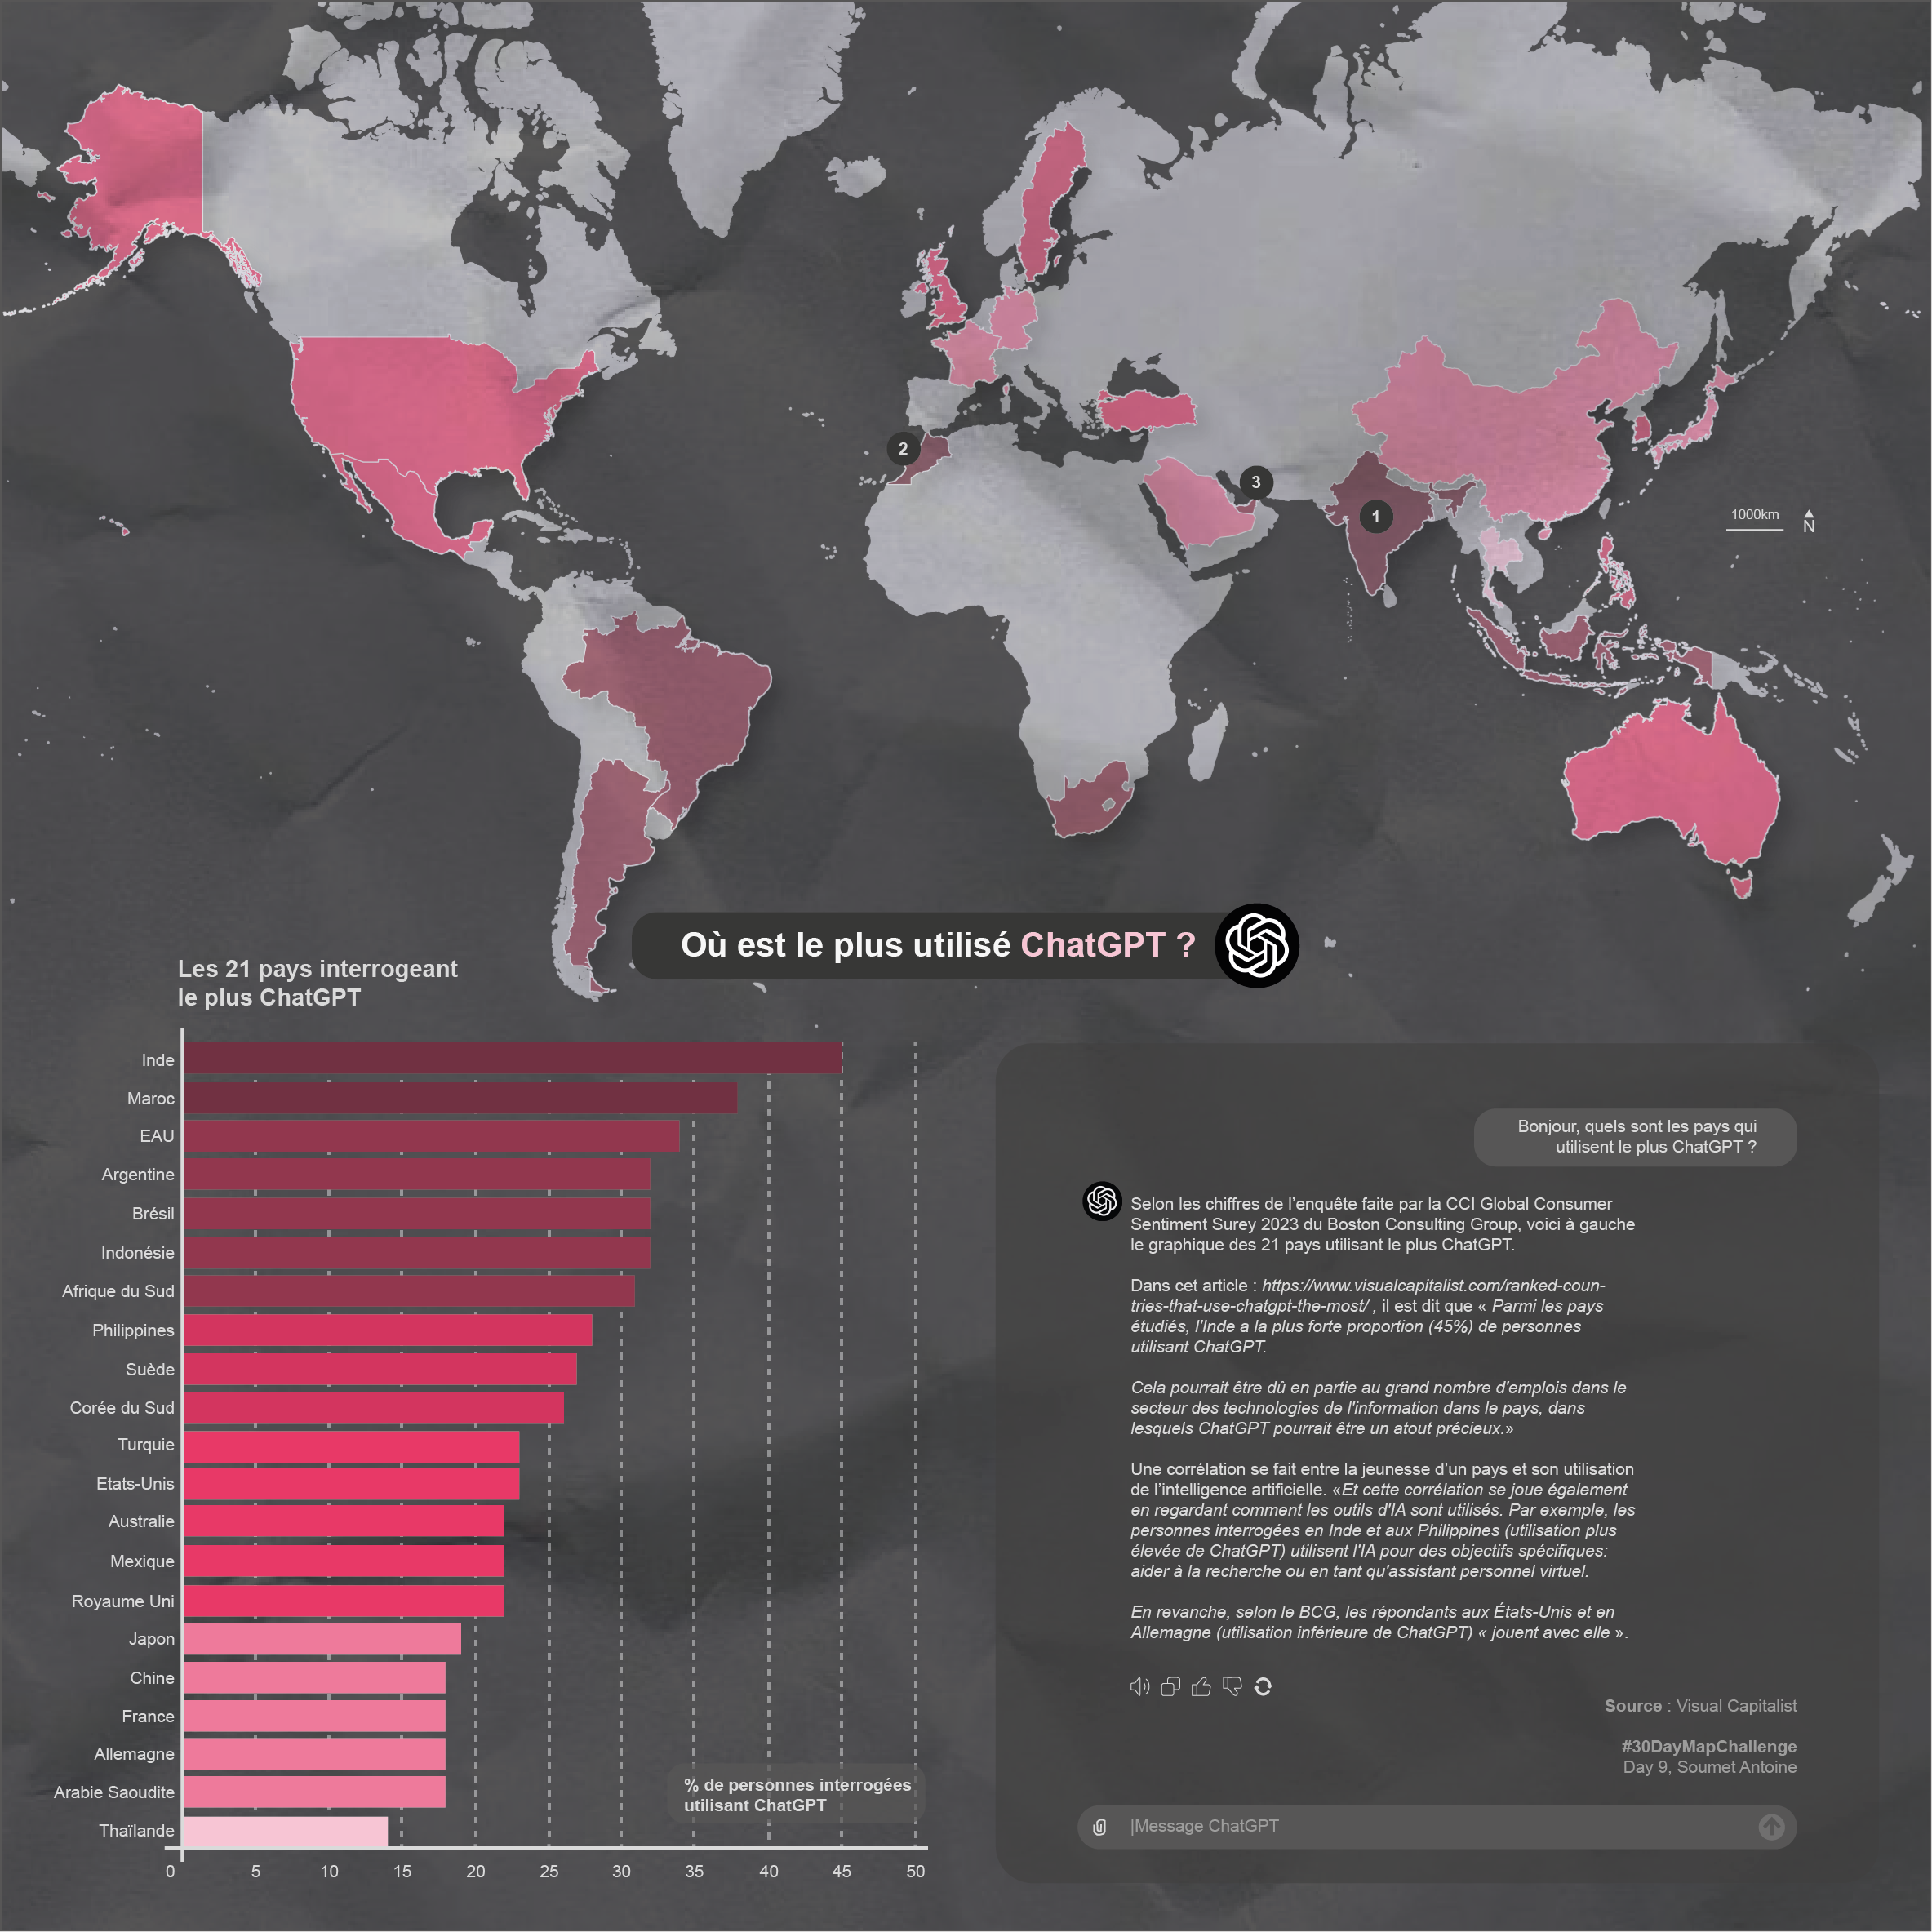 2
3
1
1000km
N
Où est le plus utilisé ChatGPT ?
Les 21 pays interrogeant
le plus ChatGPT
Inde
Maroc
EAU
Argentine
Brésil
Indonésie
Afrique du Sud
Philippines
Suède
Corée du Sud
Turquie
Etats-Unis
Australie
Mexique
Royaume Uni
Japon
Chine
France
Allemagne
Arabie Saoudite
Thaïlande
% de personnes interrogées
utilisant ChatGPT
0 5 10 15 20 25 30 35 40 45 50
Bonjour, quels sont les pays qui
utilisent le plus ChatGPT ?
Selon les chiffres de l’enquête faite par la CCI Global Consumer
Sentiment Surey 2023 du Boston Consulting Group, voici à gauche
le graphique des 21 pays utilisant le plus ChatGPT.
Dans cet article : https://www.visualcapitalist.com/ranked-coun-
tries-that-use-chatgpt-the-most/ , il est dit que « Parmi les pays
étudiés, l'Inde a la plus forte proportion (45%) de personnes
utilisant ChatGPT.
Cela pourrait être dû en partie au grand nombre d'emplois dans le
secteur des technologies de l'information dans le pays, dans
lesquels ChatGPT pourrait être un atout précieux.»
Une corrélation se fait entre la jeunesse d’un pays et son utilisation
de l’intelligence artificielle. «Et cette corrélation se joue également
en regardant comment les outils d'IA sont utilisés. Par exemple, les
personnes interrogées en Inde et aux Philippines (utilisation plus
élevée de ChatGPT) utilisent l'IA pour des objectifs spécifiques:
aider à la recherche ou en tant qu'assistant personnel virtuel.
En revanche, selon le BCG, les répondants aux États-Unis et en
Allemagne (utilisation inférieure de ChatGPT) « jouent avec elle ».
Source : Visual Capitalist
#30DayMapChallenge
Day 9, Soumet Antoine
|Message ChatGPT